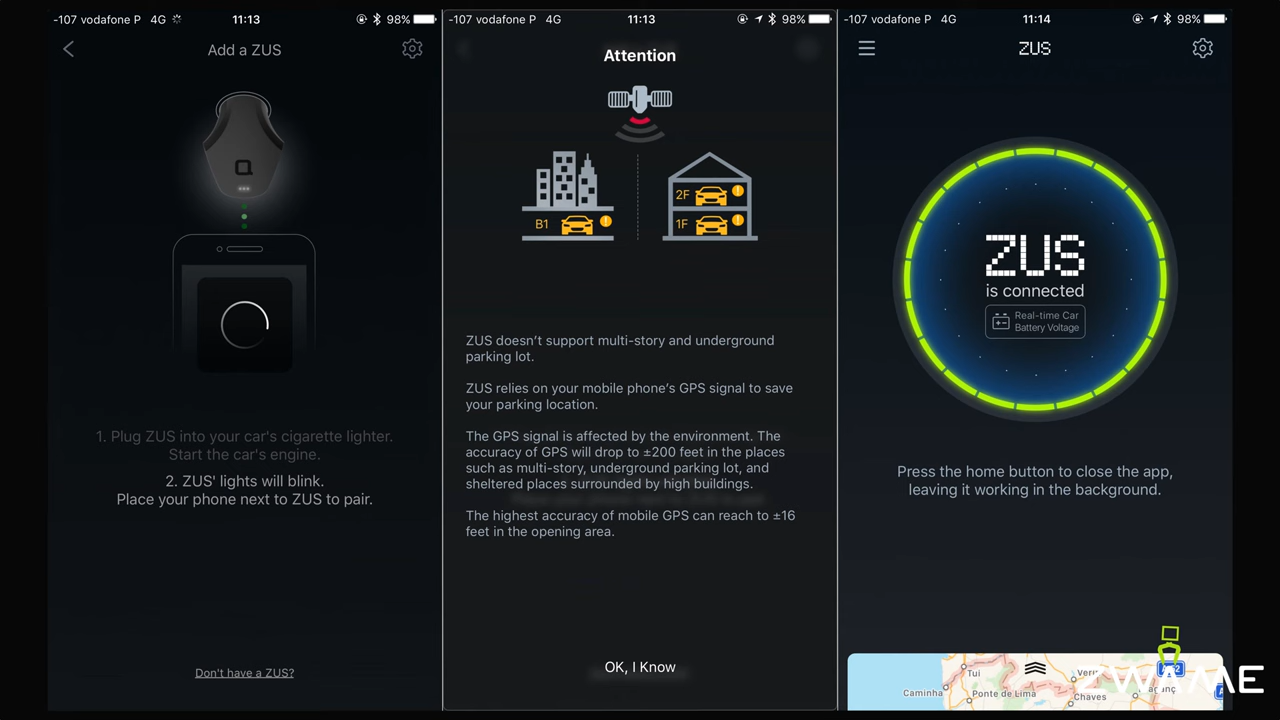 -107 vodafone P 4G 11:13 98%
Add a ZUS
1. Plug ZUS into your car's cigarette lighter.
Start the car's engine.
2. ZUS' lights will blink.
Place your phone next to ZUS to pair.
Don't have a ZUS?
-107 vodafone P 4G 11:13 98%
Attention
B1
2F
1F
ZUS doesn't support multi-story and underground
parking lot.
ZUS relies on your mobile phone's GPS signal to save
your parking location.
The GPS signal is affected by the environment. The
accuracy of GPS will drop to ±200 feet in the places
such as multi-story, underground parking lot, and
sheltered places surrounded by high buildings.
The highest accuracy of mobile GPS can reach to ±16
feet in the opening area.
OK, I Know
-107 vodafone P 4G 11:14 98%
ZUS
ZUS
is connected
Real-time Car
Battery Voltage
Press the home button to close the app,
leaving it working in the background.
Tui
Caminha
Ponte de Lima
Chaves
ZWAME